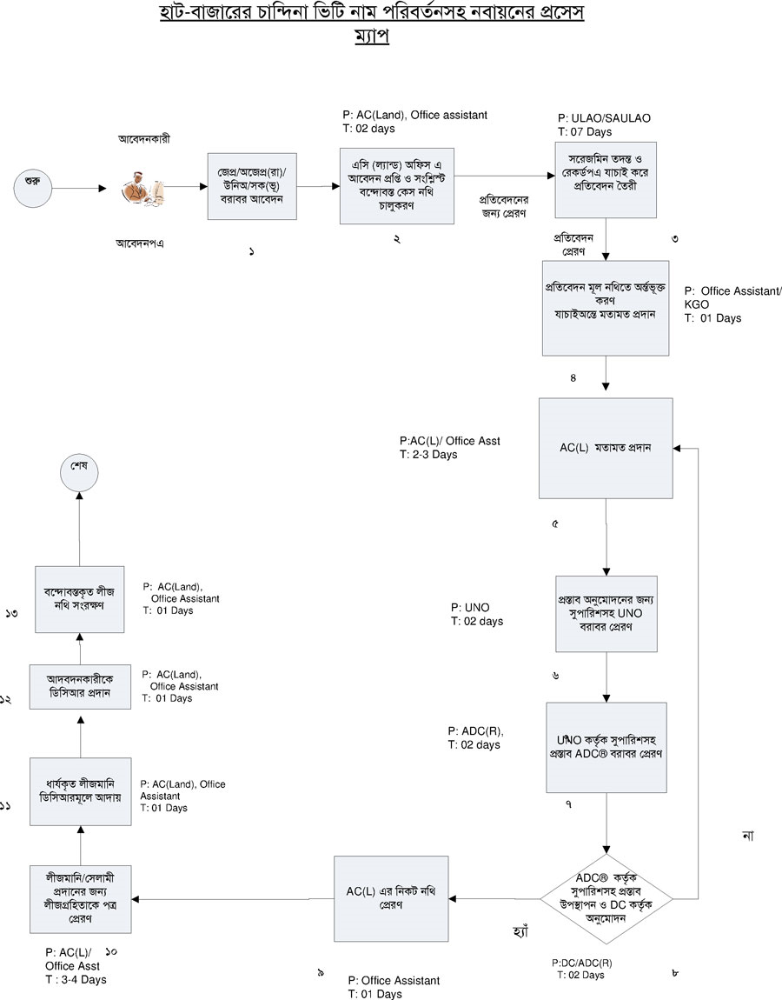 হাট-বাজারের চান্দিনা ভিটি নাম পরিবর্তনসহ নবায়নের প্রসেস
ম্যাপ
P: AC(Land), Office assistant
T: 02 days
P: ULAO/SAULAO
T: 07 Days
আবেদনকারী
শুরু
জেপ্র/অজেপ্র(রা)/
উনিঅ/সক(ভূ)
বরাবর আবেদন
এসি (ল্যান্ড) অফিস এ
আবেদন প্রপ্তি ও সংশ্লিস্ট
বন্দোবস্ত কেস নথি
চালুকরণ
সরেজমিন তদন্ত ও
রেকর্ডপএ যাচাই করে
প্রতিবেদন তৈরী
প্রতিবেদনের
জন্য প্রেরণ
আবেদনপএ
১
২
প্রতিবেদন
প্রেরণ
৩
প্রতিবেদন মূল নথিতে অর্ন্তভূক্ত
করণ
যাচাইঅন্তে মতামত প্রদান
P: Office Assistant/
KGO
T: 01 Days
৪
P:AC(L)/ Office Asst
T: 2-3 Days
AC(L) মতামত প্রদান
শেষ
৫
বন্দোবস্তকৃত লীজ
নথি সংরক্ষণ
P: AC(Land),
Office Assistant
T: 01 Days
১৩
P: UNO
T: 02 days
প্রস্তাব অনুমোদনের জন্য
সুপারিশসহ UNO
বরাবর প্রেরণ
৬
আদবদনকারীকে
ডিসিআর প্রদান
P: AC(Land),
Office Assistant
T: 01 Days
১২
P: ADC(R),
T: 02 days
UNO কর্তৃক সুপারিশসহ
প্রস্তাব ADC® বরাবর প্রেরণ
৭
ধার্যকৃত লীজমানি
ডিসিআরমূলে আদায়
P: AC(Land), Office
Assistant
T: 01 Days
১১
না
লীজমানি/সেলামী
প্রদানের জন্য
লীজগ্রহিতাকে পত্র
প্রেরণ
AC(L) এর নিকট নথি
প্রেরণ
ADC® কর্তৃক
সুপারিশসহ প্রস্তাব
উপস্থাপন ও DC কর্তৃক
অনুমোদন
হ্যাঁ
P: AC(L)/
Office Asst
T : 3-4 Days
১০
৯
P: Office Assistant
T: 01 Days
P:DC/ADC(R)
T: 02 Days
৮